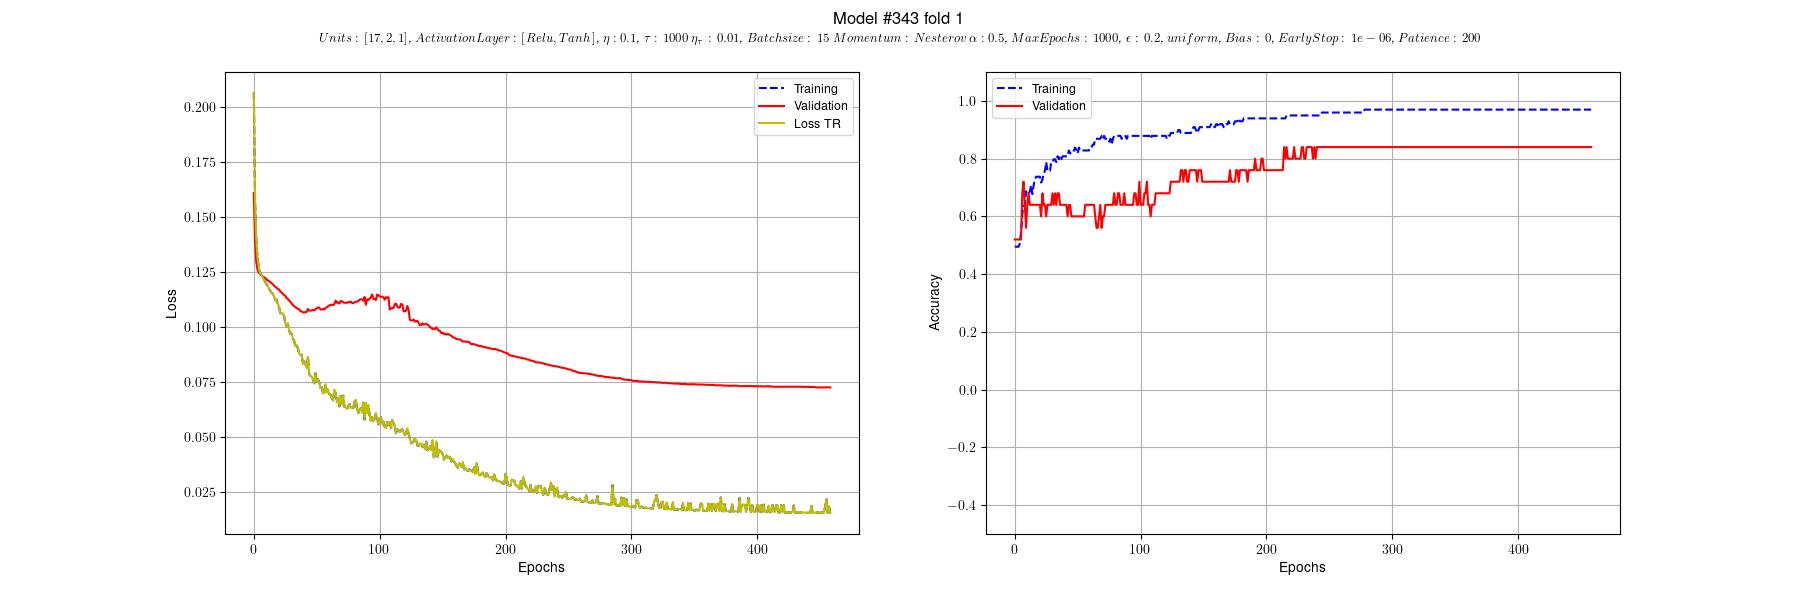 Model #343 fold 1
Units : [17, 2, 1], ActivationLayer : [Relu, Tanh], η : 0.1, τ : 1000 ητ : 0.01, Batchsize : 15 Momentum : Nesterov α : 0.5, MaxEpochs : 1000, ϵ : 0.2, uniform, Bias : 0, EarlyStop : 1e − 06, Patience : 200
Training
Validation
Loss TR
0.200
0.175
0.150
0.125
0.100
0.075
0.050
0.025
Loss
0 100 200 300 400
Epochs
Training
Validation
1.0
0.8
0.6
0.4
0.2
0.0
−0.2
−0.4
Accuracy
0 100 200 300 400
Epochs